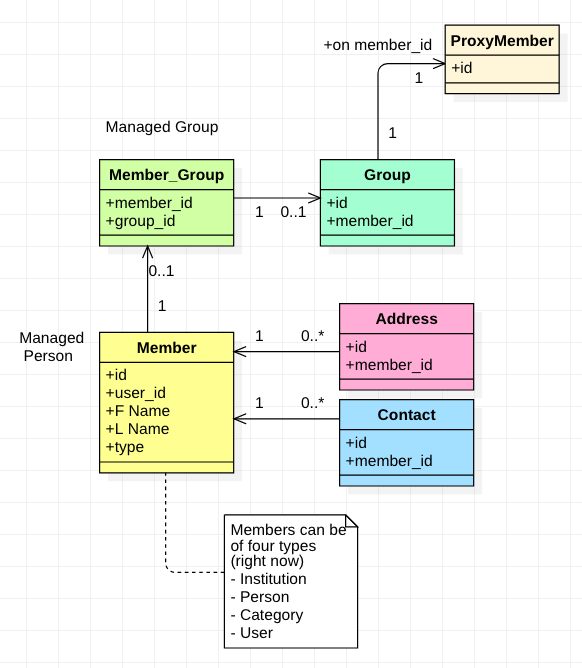 ProxyMember
+id
+on member_id
1
1
Managed Group
Member_Group
+member_id
+group_id
1
0..1
Group
+id
+member_id
0..1
1
Managed
Person
Member
+id
+user_id
+F Name
+L Name
+type
1
0..*
Address
+id
+member_id
1
0..*
Contact
+id
+member_id
Members can be
of four types
(right now)
- Institution
- Person
- Category
- User